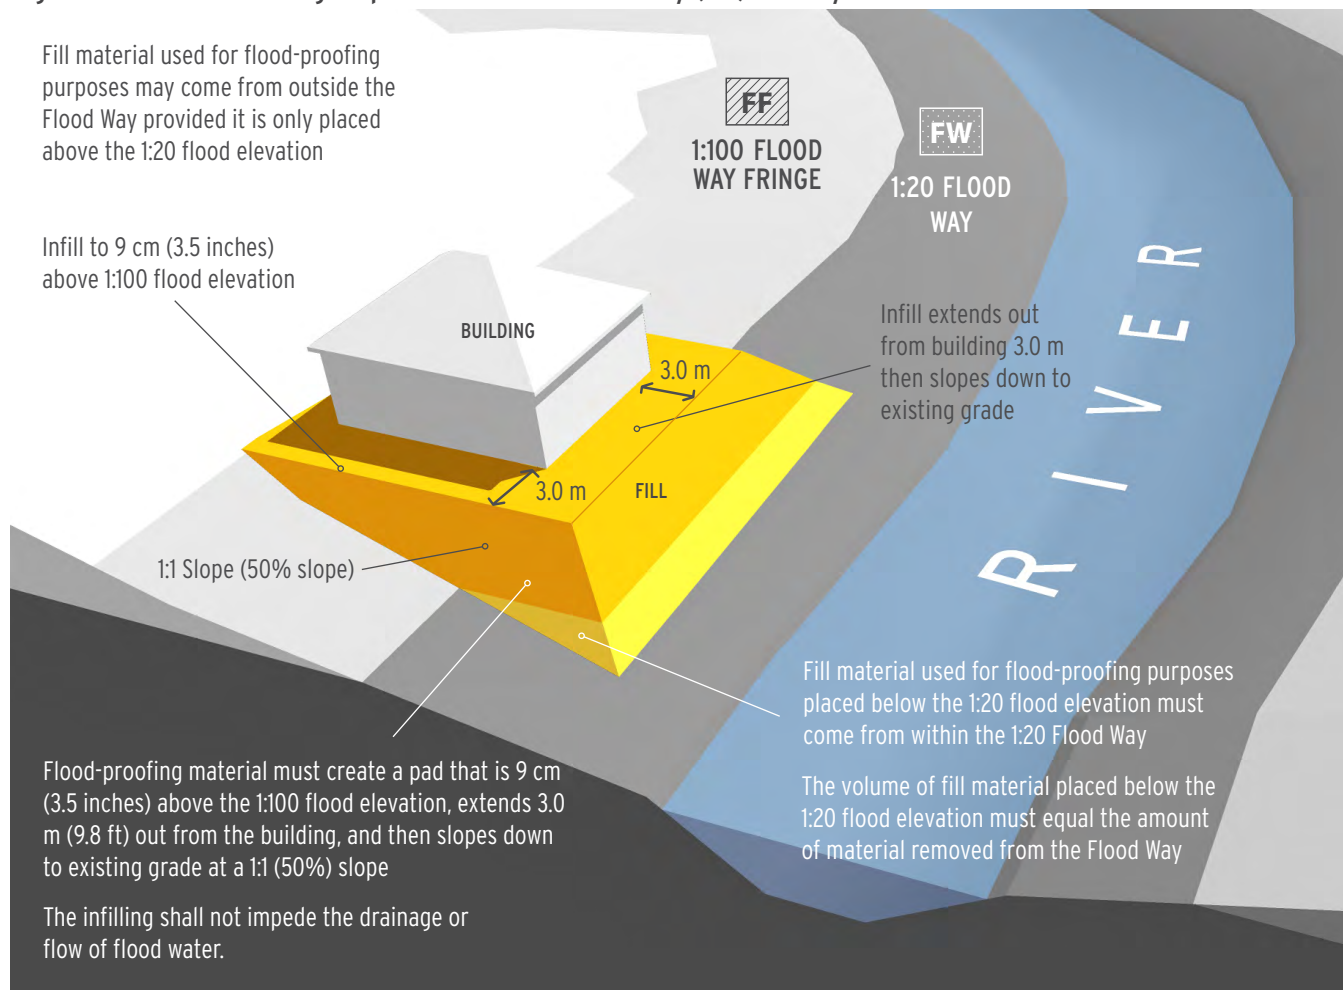 Fill material used for flood-proofing
purposes may come from outside the
Flood Way provided it is only placed
above the 1:20 flood elevation
FF
1:100 FLOOD
WAY FRINGE
FW
1:20 FLOOD
WAY
Infill to 9 cm (3.5 inches)
above 1:100 flood elevation
BUILDING
RIVER
Infill extends out
from building 3.0 m
then slopes down to
existing grade
3.0 m
3.0 m
FILL
1:1 Slope (50% slope)
Fill material used for flood-proofing purposes
placed below the 1:20 flood elevation must
come from within the 1:20 Flood Way
The volume of fill material placed below the
1:20 flood elevation must equal the amount
of material removed from the Flood Way
Flood-proofing material must create a pad that is 9 cm
(3.5 inches) above the 1:100 flood elevation, extends 3.0
m (9.8 ft) out from the building, and then slopes down
to existing grade at a 1:1 (50%) slope
The infilling shall not impede the drainage or
flow of flood water.